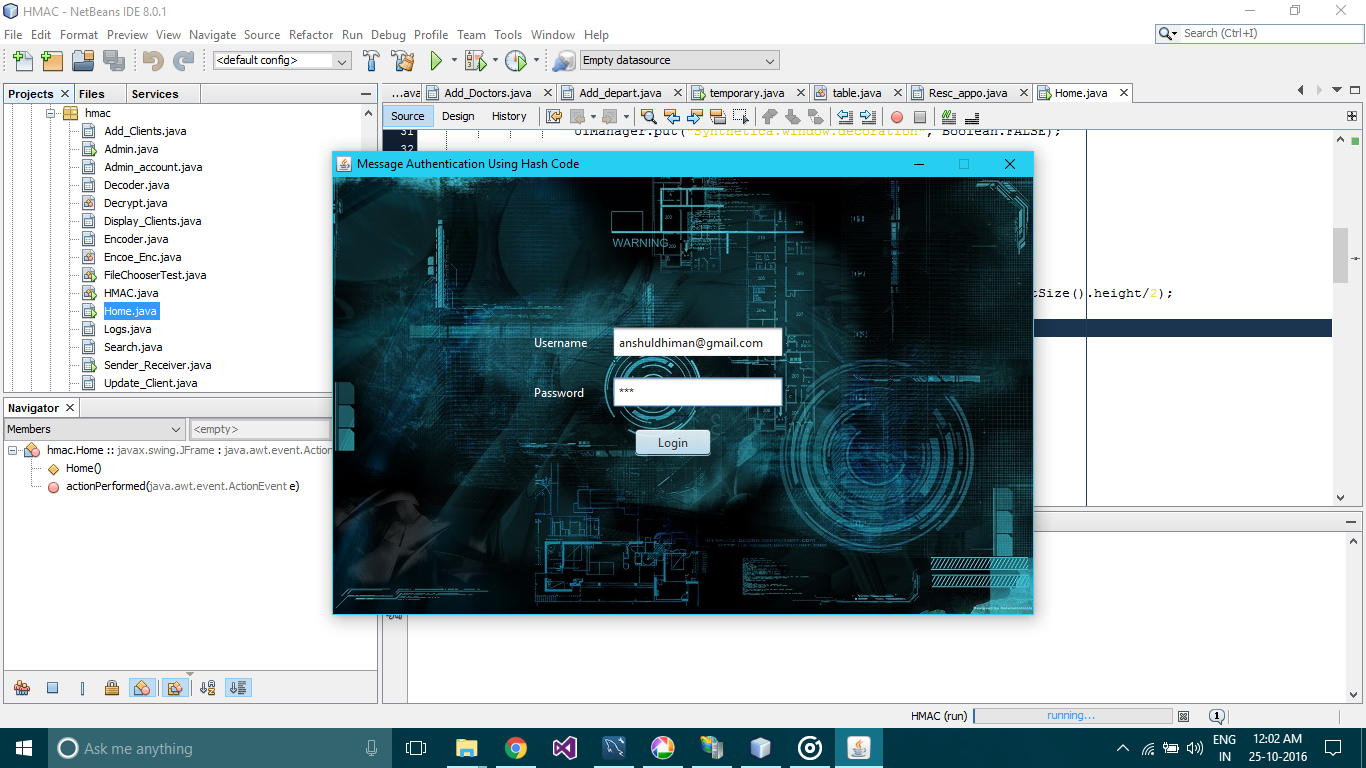 HMAC - NetBeans IDE 8.0.1
File Edit Format Preview View Navigate Source Refactor Run Debug Profile Team Tools Window Help
Search (Ctrl+I)
<default config>
Empty datasource
Projects Files Services
...ava Add_Doctors.java Add_depart.java temporary.java table.java Resc_appo.java Home.java
Source Design History
hmac
Add_Clients.java
Admin.java
Admin_account.java
Decoder.java
Decrypt.java
Display_Clients.java
Encoder.java
Encoe_Enc.java
FileChooserTest.java
HMAC.java
Home.java
Logs.java
Search.java
Sender_Receiver.java
Update_Client.java
31 UIManager.put("Synthetica.window.decoration", Boolean.FALSE);
32
tSize().height/2);
Message Authentication Using Hash Code
WARNING
Username anshuldhiman@gmail.com
Password ***
Login
Navigator
Members <empty>
hmac.Home :: javax.swing.JFrame : java.awt.event.Action
Home()
actionPerformed(java.awt.event.ActionEvent e)
HMAC (run) running... 1
Ask me anything
ENG
IN
12:02 AM
25-10-2016